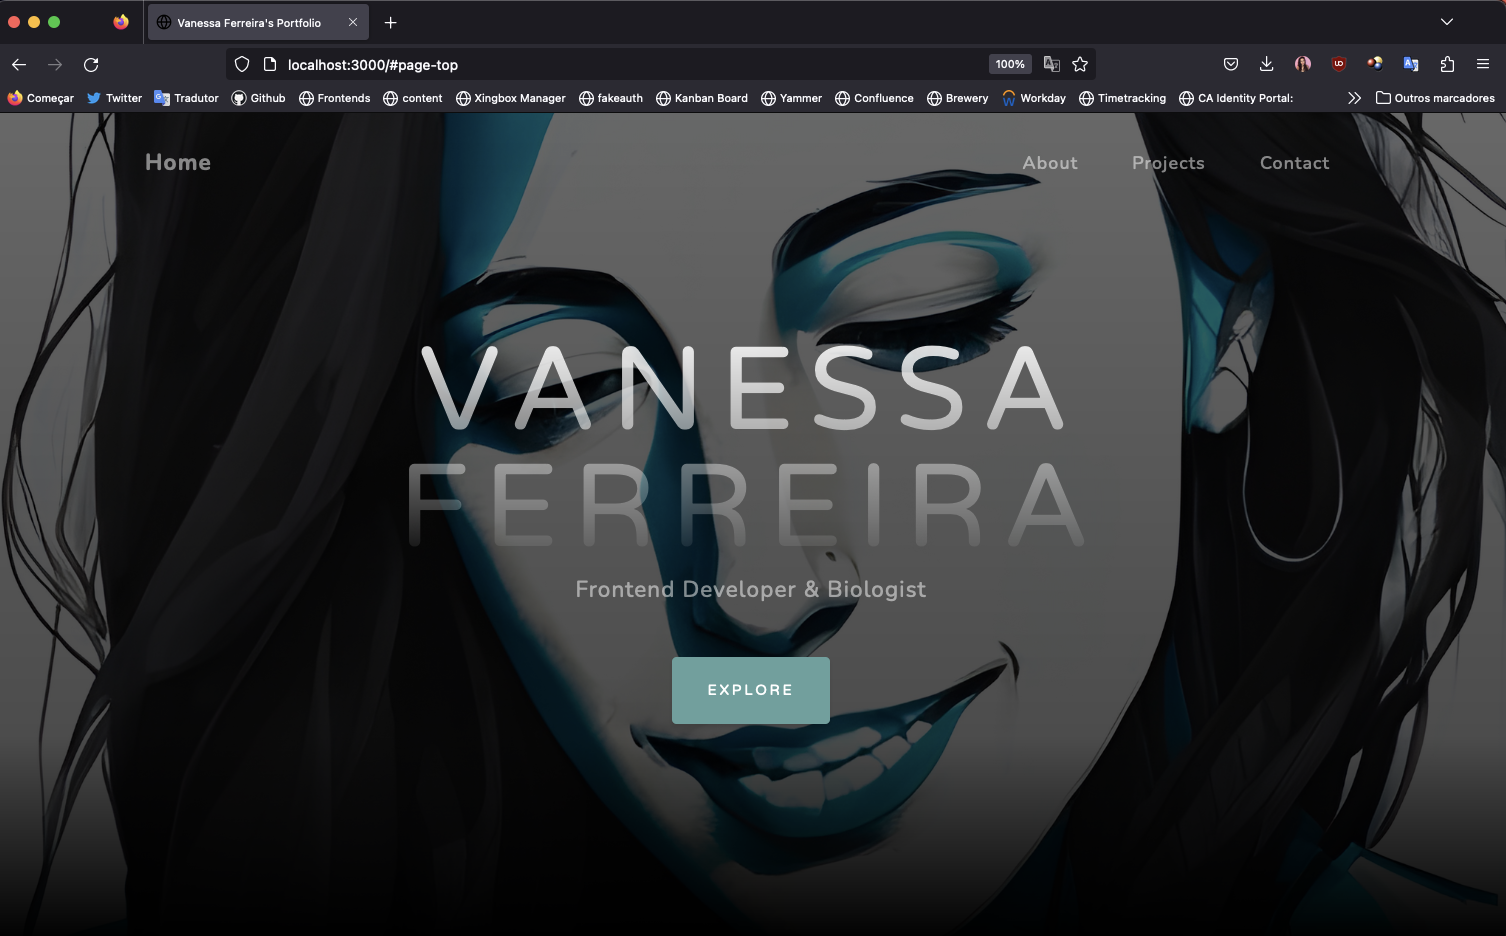 Vanessa Ferreira's Portfolio
localhost:3000/#page-top
100%
Começar Twitter Tradutor Github Frontends content Xingbox Manager fakeauth Kanban Board Yammer Confluence Brewery Workday Timetracking CA Identity Portal: Outros marcadores
Home About Projects Contact
VANESSA
FERREIRA
Frontend Developer & Biologist
EXPLORE